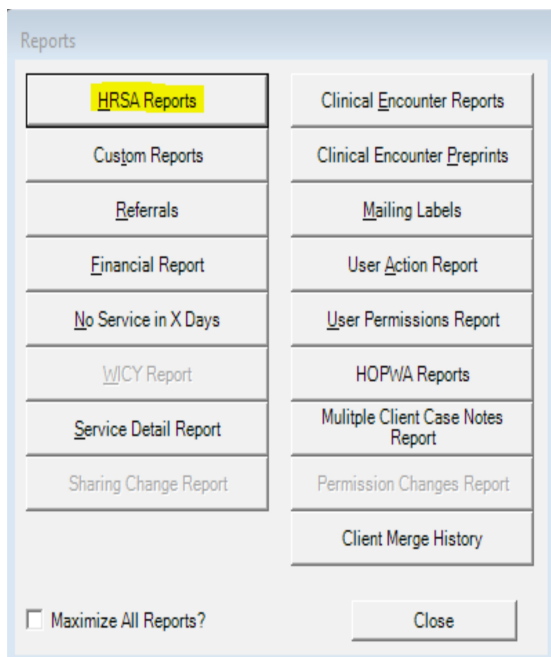 Reports
HRSA Reports
Custom Reports
Referrals
Financial Report
No Service in X Days
WICY Report
Service Detail Report
Sharing Change Report
Clinical Encounter Reports
Clinical Encounter Preprints
Mailing Labels
User Action Report
User Permissions Report
HOPWA Reports
Mulitple Client Case Notes
Report
Permission Changes Report
Client Merge History
Maximize All Reports?
Close